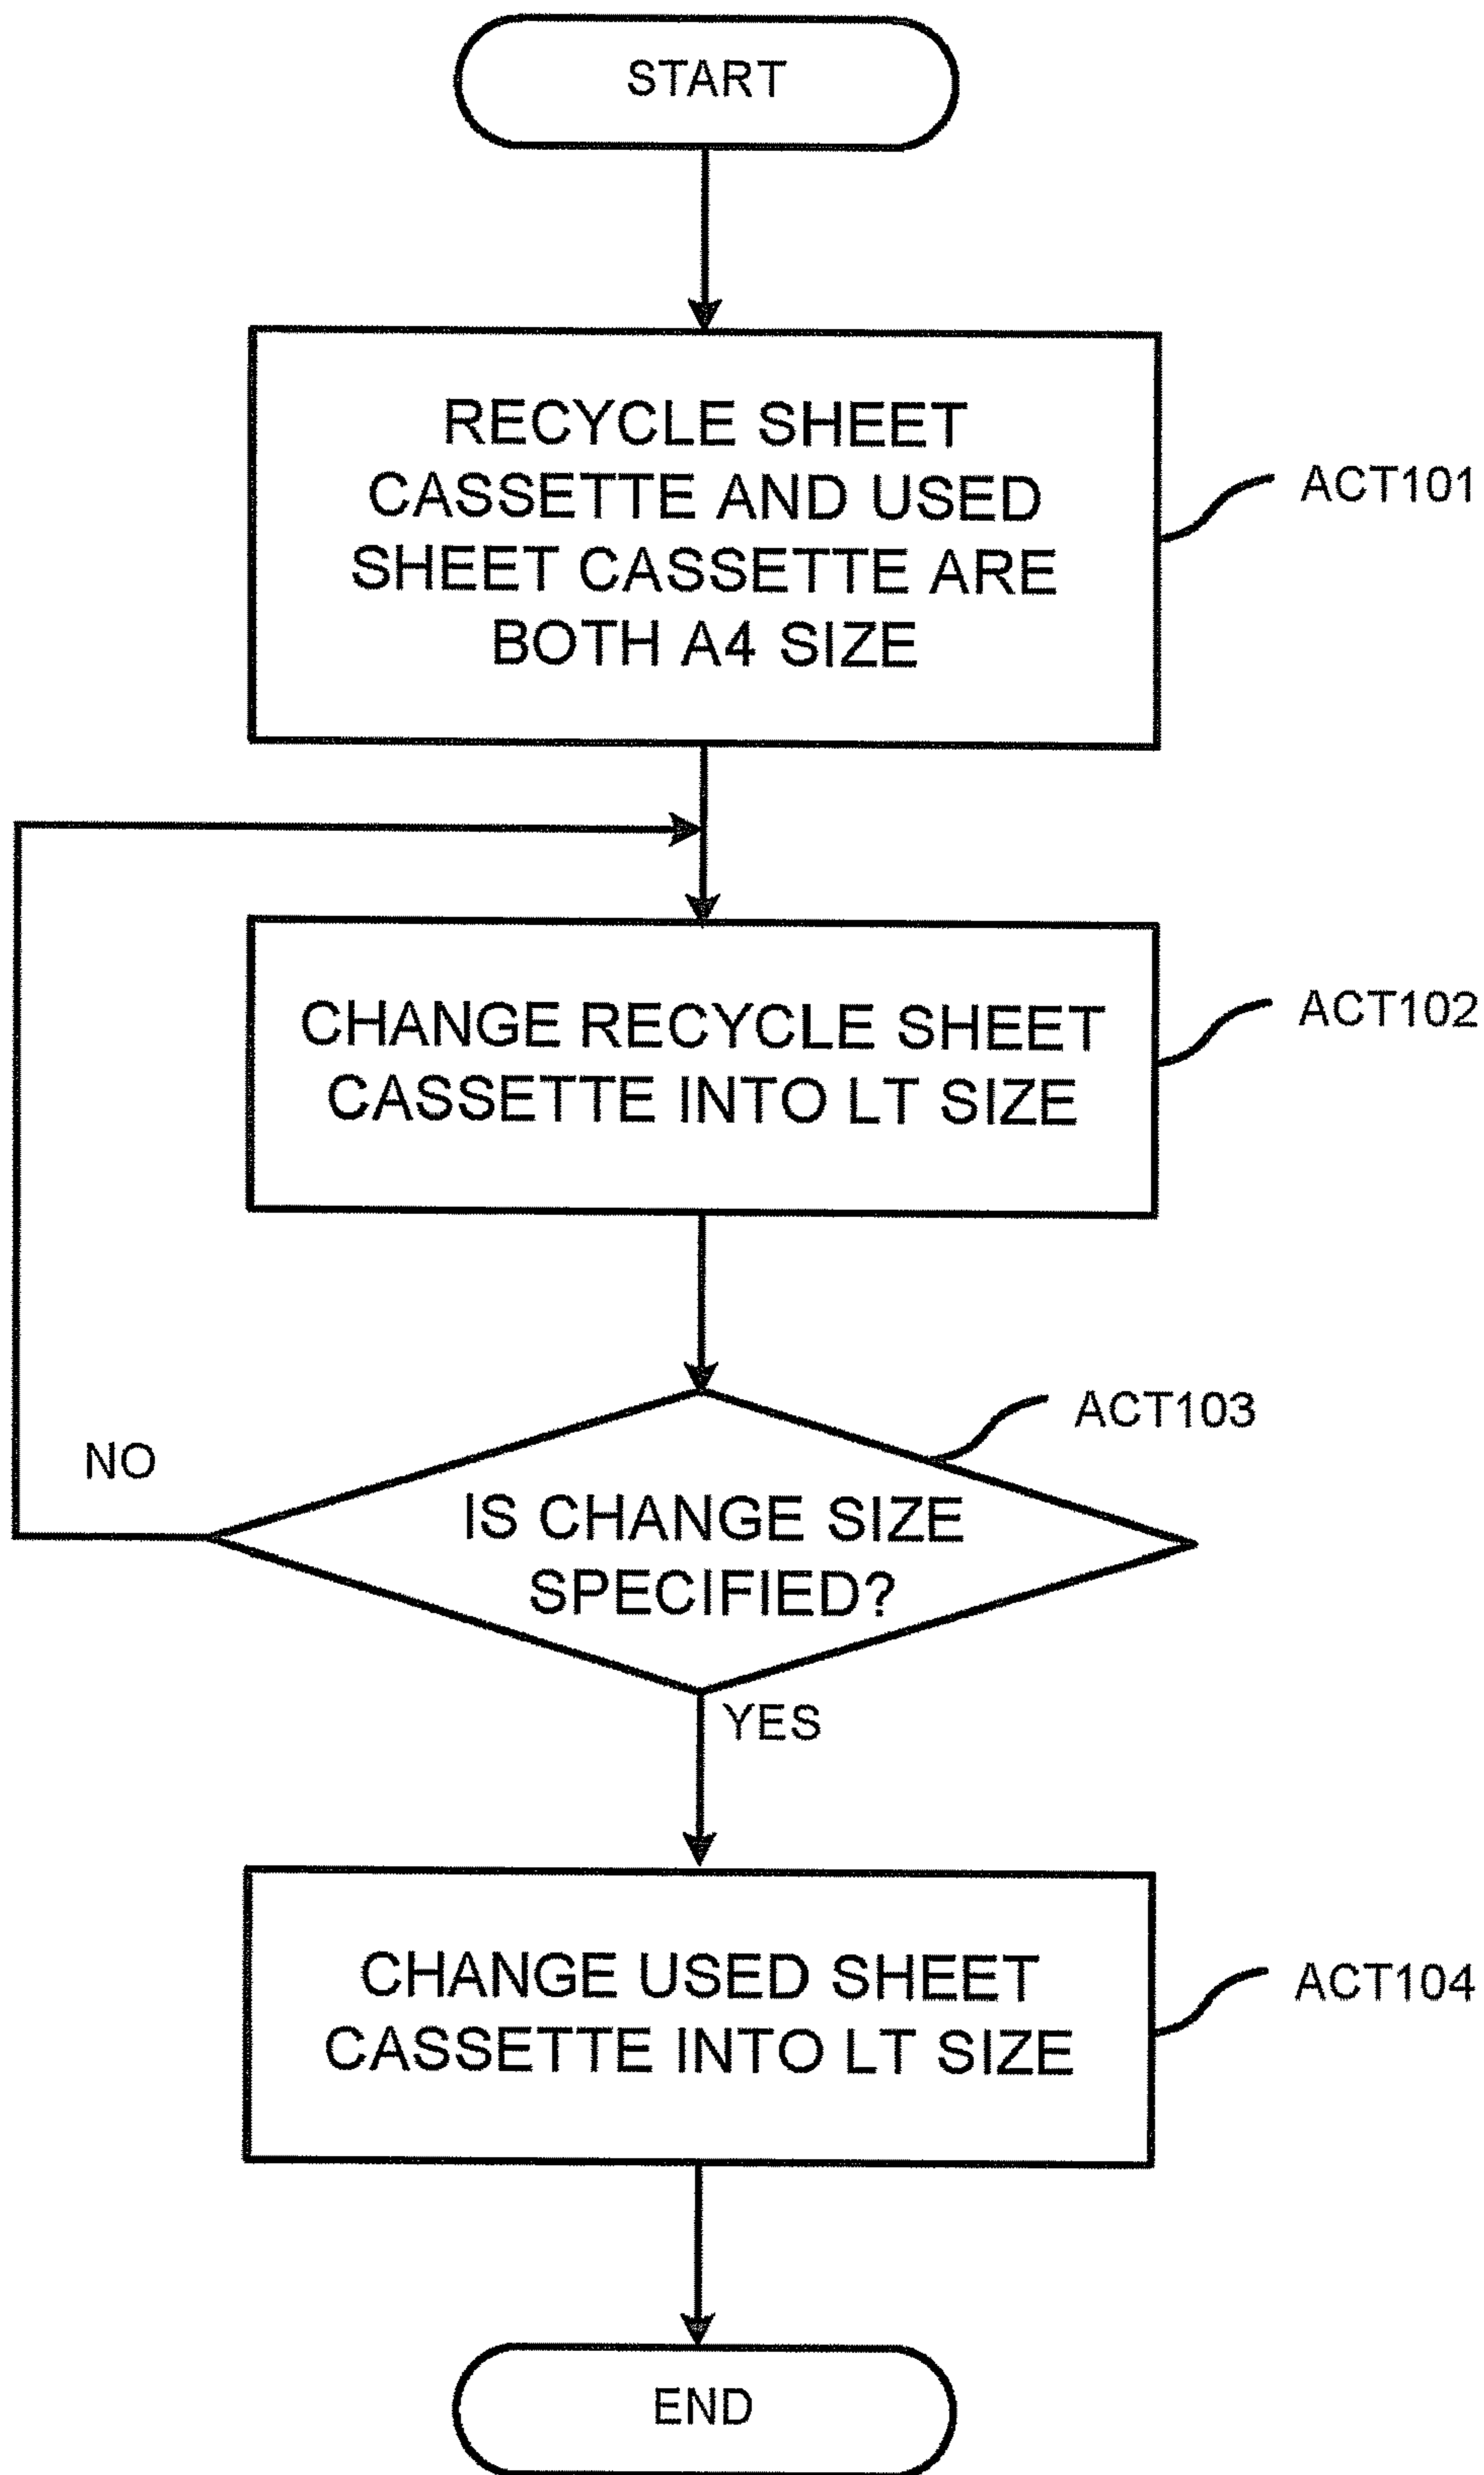 START
RECYCLE SHEET
CASSETTE AND USED
SHEET CASSETTE ARE
BOTH A4 SIZE
ACT101
CHANGE RECYCLE SHEET
CASSETTE INTO LT SIZE
ACT102
ACT103
NO
IS CHANGE SIZE
SPECIFIED?
YES
CHANGE USED SHEET
CASSETTE INTO LT SIZE
ACT104
END